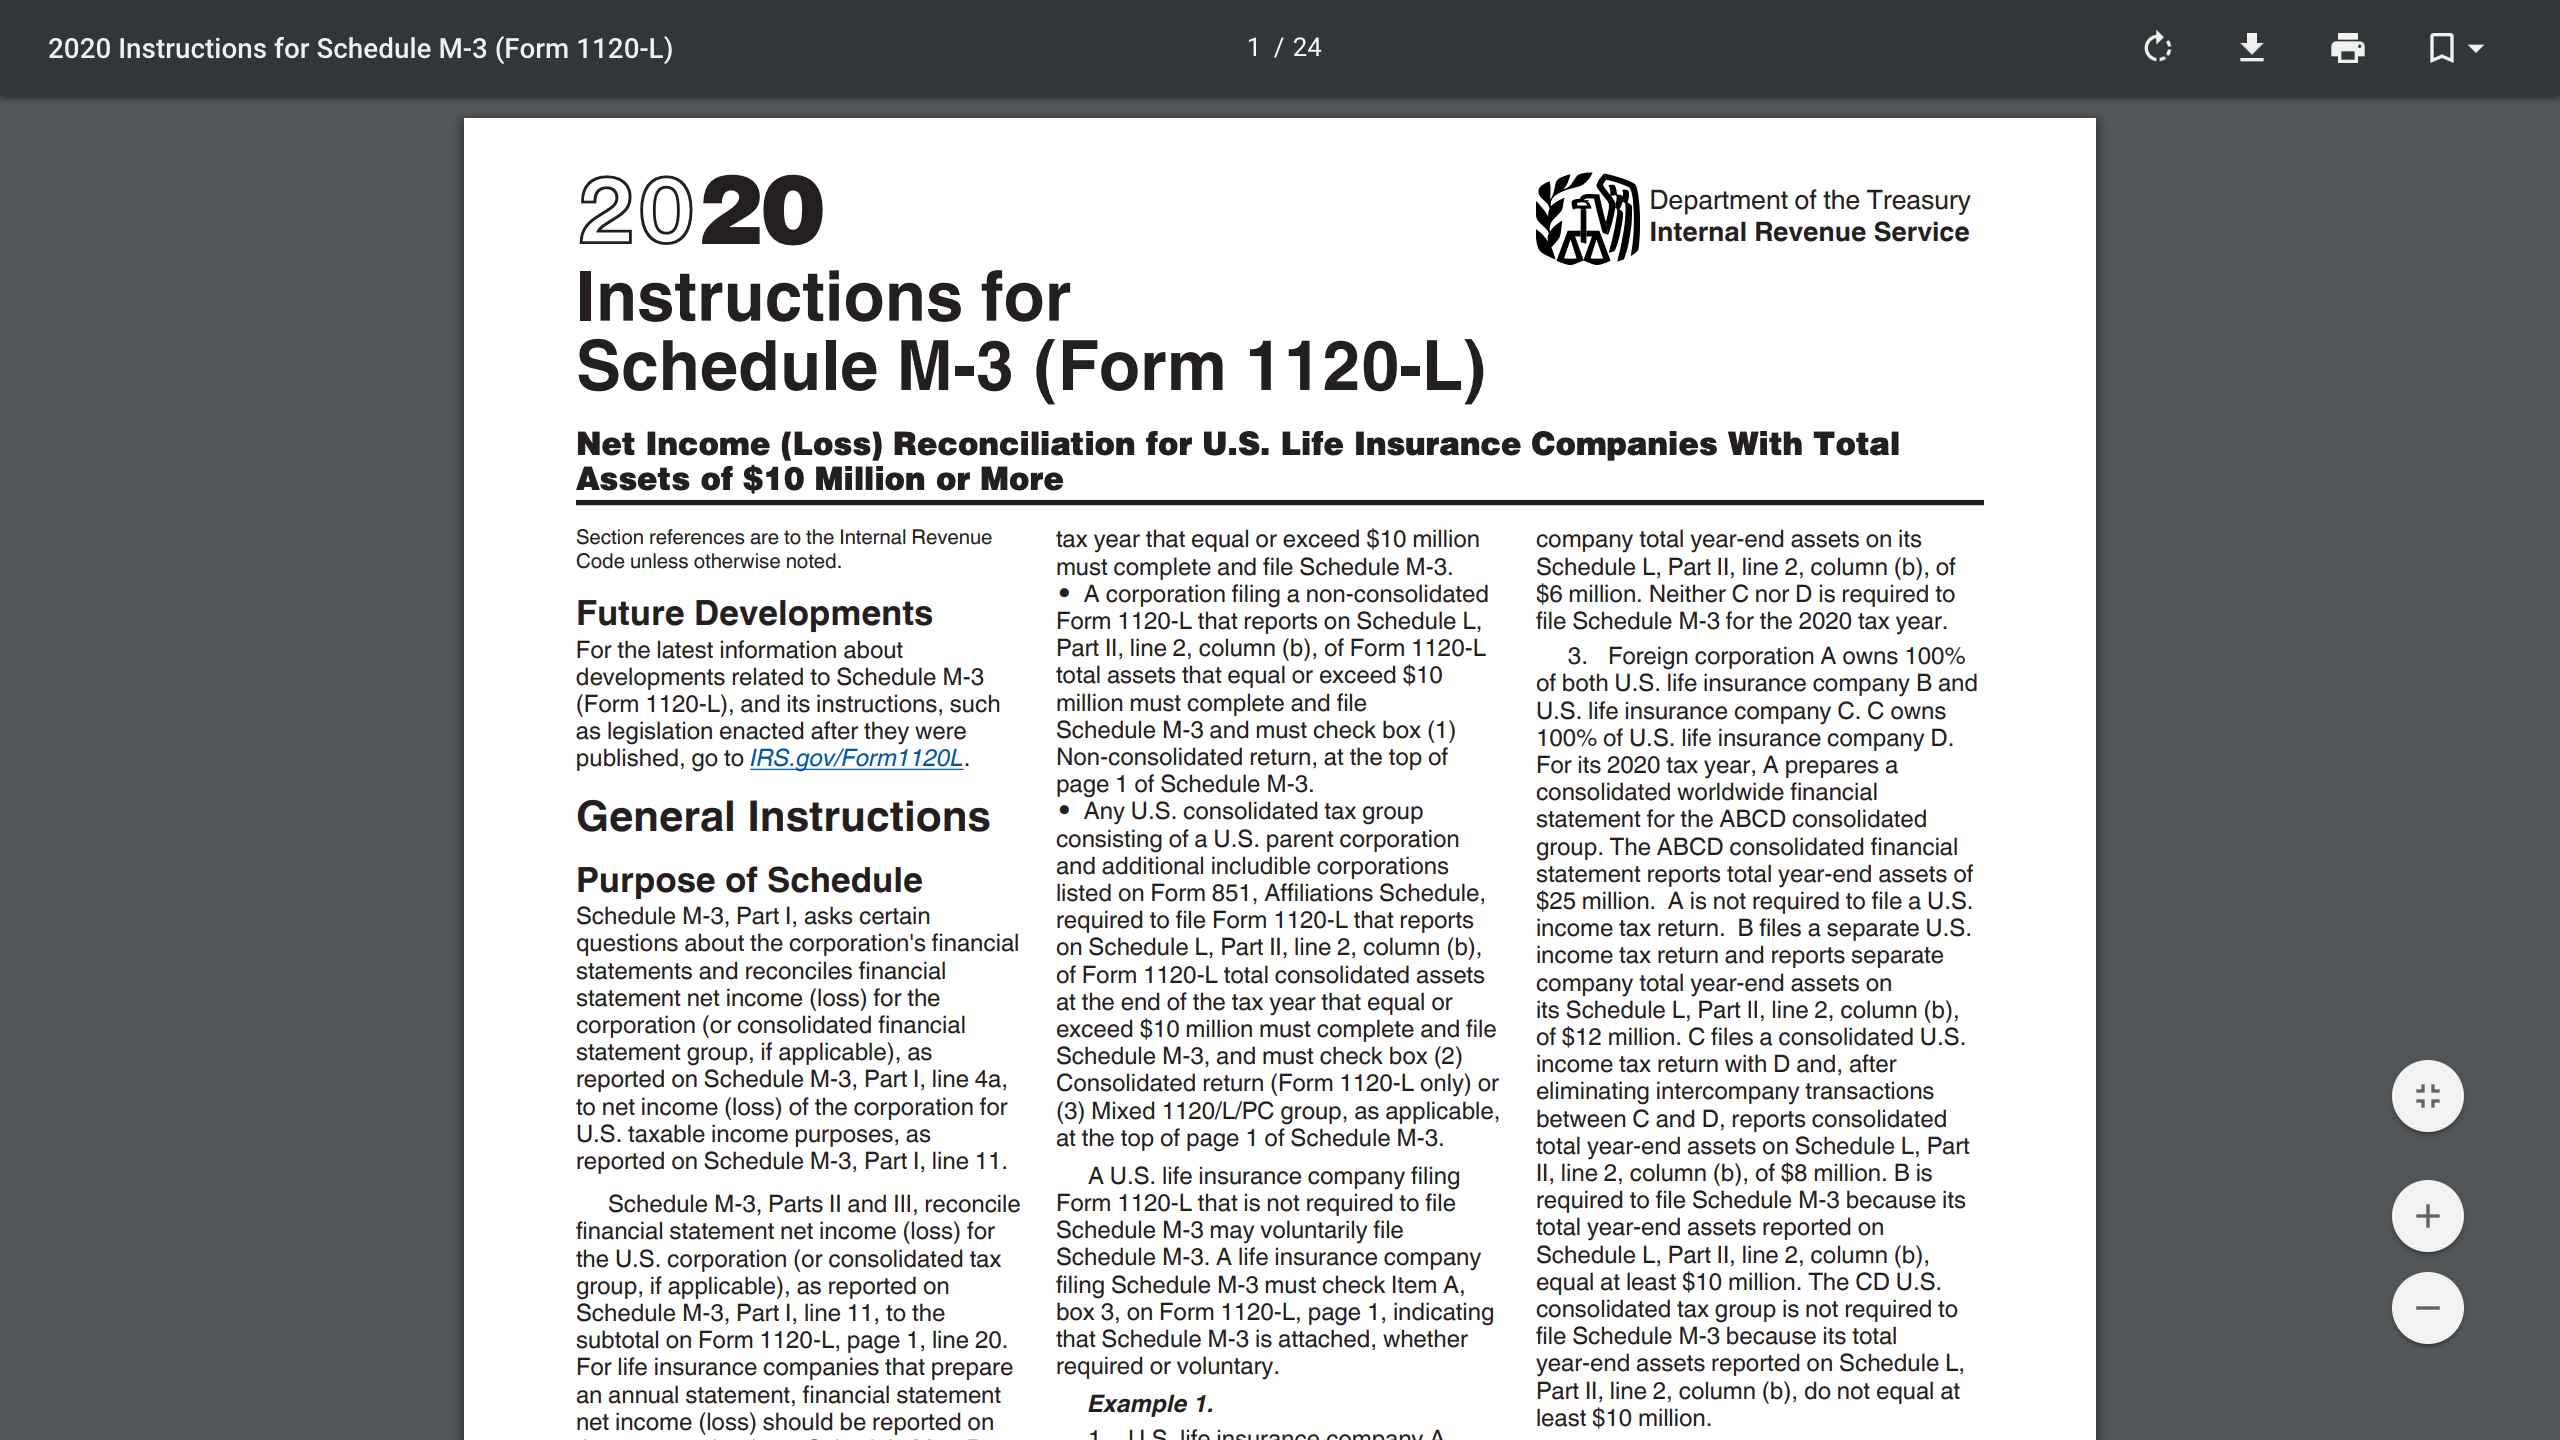 2020 Instructions for Schedule M-3 (Form 1120-L)
1 / 24
2020
Department of the Treasury
Internal Revenue Service
Instructions for
Schedule M-3 (Form 1120-L)
Net Income (Loss) Reconciliation for U.S. Life Insurance Companies With Total
Assets of $10 Million or More
Section references are to the Internal Revenue
Code unless otherwise noted.
Future Developments
For the latest information about
developments related to Schedule M-3
(Form 1120-L), and its instructions, such
as legislation enacted after they were
published, go to IRS.gov/Form1120L.
General Instructions
Purpose of Schedule
Schedule M-3, Part I, asks certain
questions about the corporation's financial
statements and reconciles financial
statement net income (loss) for the
corporation (or consolidated financial
statement group, if applicable), as
reported on Schedule M-3, Part I, line 4a,
to net income (loss) of the corporation for
U.S. taxable income purposes, as
reported on Schedule M-3, Part I, line 11.
Schedule M-3, Parts II and III, reconcile
financial statement net income (loss) for
the U.S. corporation (or consolidated tax
group, if applicable), as reported on
Schedule M-3, Part I, line 11, to the
subtotal on Form 1120-L, page 1, line 20.
For life insurance companies that prepare
an annual statement, financial statement
net income (loss) should be reported on
tax year that equal or exceed $10 million
must complete and file Schedule M-3.
• A corporation filing a non-consolidated
Form 1120-L that reports on Schedule L,
Part II, line 2, column (b), of Form 1120-L
total assets that equal or exceed $10
million must complete and file
Schedule M-3 and must check box (1)
Non-consolidated return, at the top of
page 1 of Schedule M-3.
• Any U.S. consolidated tax group
consisting of a U.S. parent corporation
and additional includible corporations
listed on Form 851, Affiliations Schedule,
required to file Form 1120-L that reports
on Schedule L, Part II, line 2, column (b),
of Form 1120-L total consolidated assets
at the end of the tax year that equal or
exceed $10 million must complete and file
Schedule M-3, and must check box (2)
Consolidated return (Form 1120-L only) or
(3) Mixed 1120/L/PC group, as applicable,
at the top of page 1 of Schedule M-3.
A U.S. life insurance company filing
Form 1120-L that is not required to file
Schedule M-3 may voluntarily file
Schedule M-3. A life insurance company
filing Schedule M-3 must check Item A,
box 3, on Form 1120-L, page 1, indicating
that Schedule M-3 is attached, whether
required or voluntary.
Example 1.
1. U.S. life insurance company A
company total year-end assets on its
Schedule L, Part II, line 2, column (b), of
$6 million. Neither C nor D is required to
file Schedule M-3 for the 2020 tax year.
3. Foreign corporation A owns 100%
of both U.S. life insurance company B and
U.S. life insurance company C. C owns
100% of U.S. life insurance company D.
For its 2020 tax year, A prepares a
consolidated worldwide financial
statement for the ABCD consolidated
group. The ABCD consolidated financial
statement reports total year-end assets of
$25 million. A is not required to file a U.S.
income tax return. B files a separate U.S.
income tax return and reports separate
company total year-end assets on
its Schedule L, Part II, line 2, column (b),
of $12 million. C files a consolidated U.S.
income tax return with D and, after
eliminating intercompany transactions
between C and D, reports consolidated
total year-end assets on Schedule L, Part
II, line 2, column (b), of $8 million. B is
required to file Schedule M-3 because its
total year-end assets reported on
Schedule L, Part II, line 2, column (b),
equal at least $10 million. The CD U.S.
consolidated tax group is not required to
file Schedule M-3 because its total
year-end assets reported on Schedule L,
Part II, line 2, column (b), do not equal at
least $10 million.